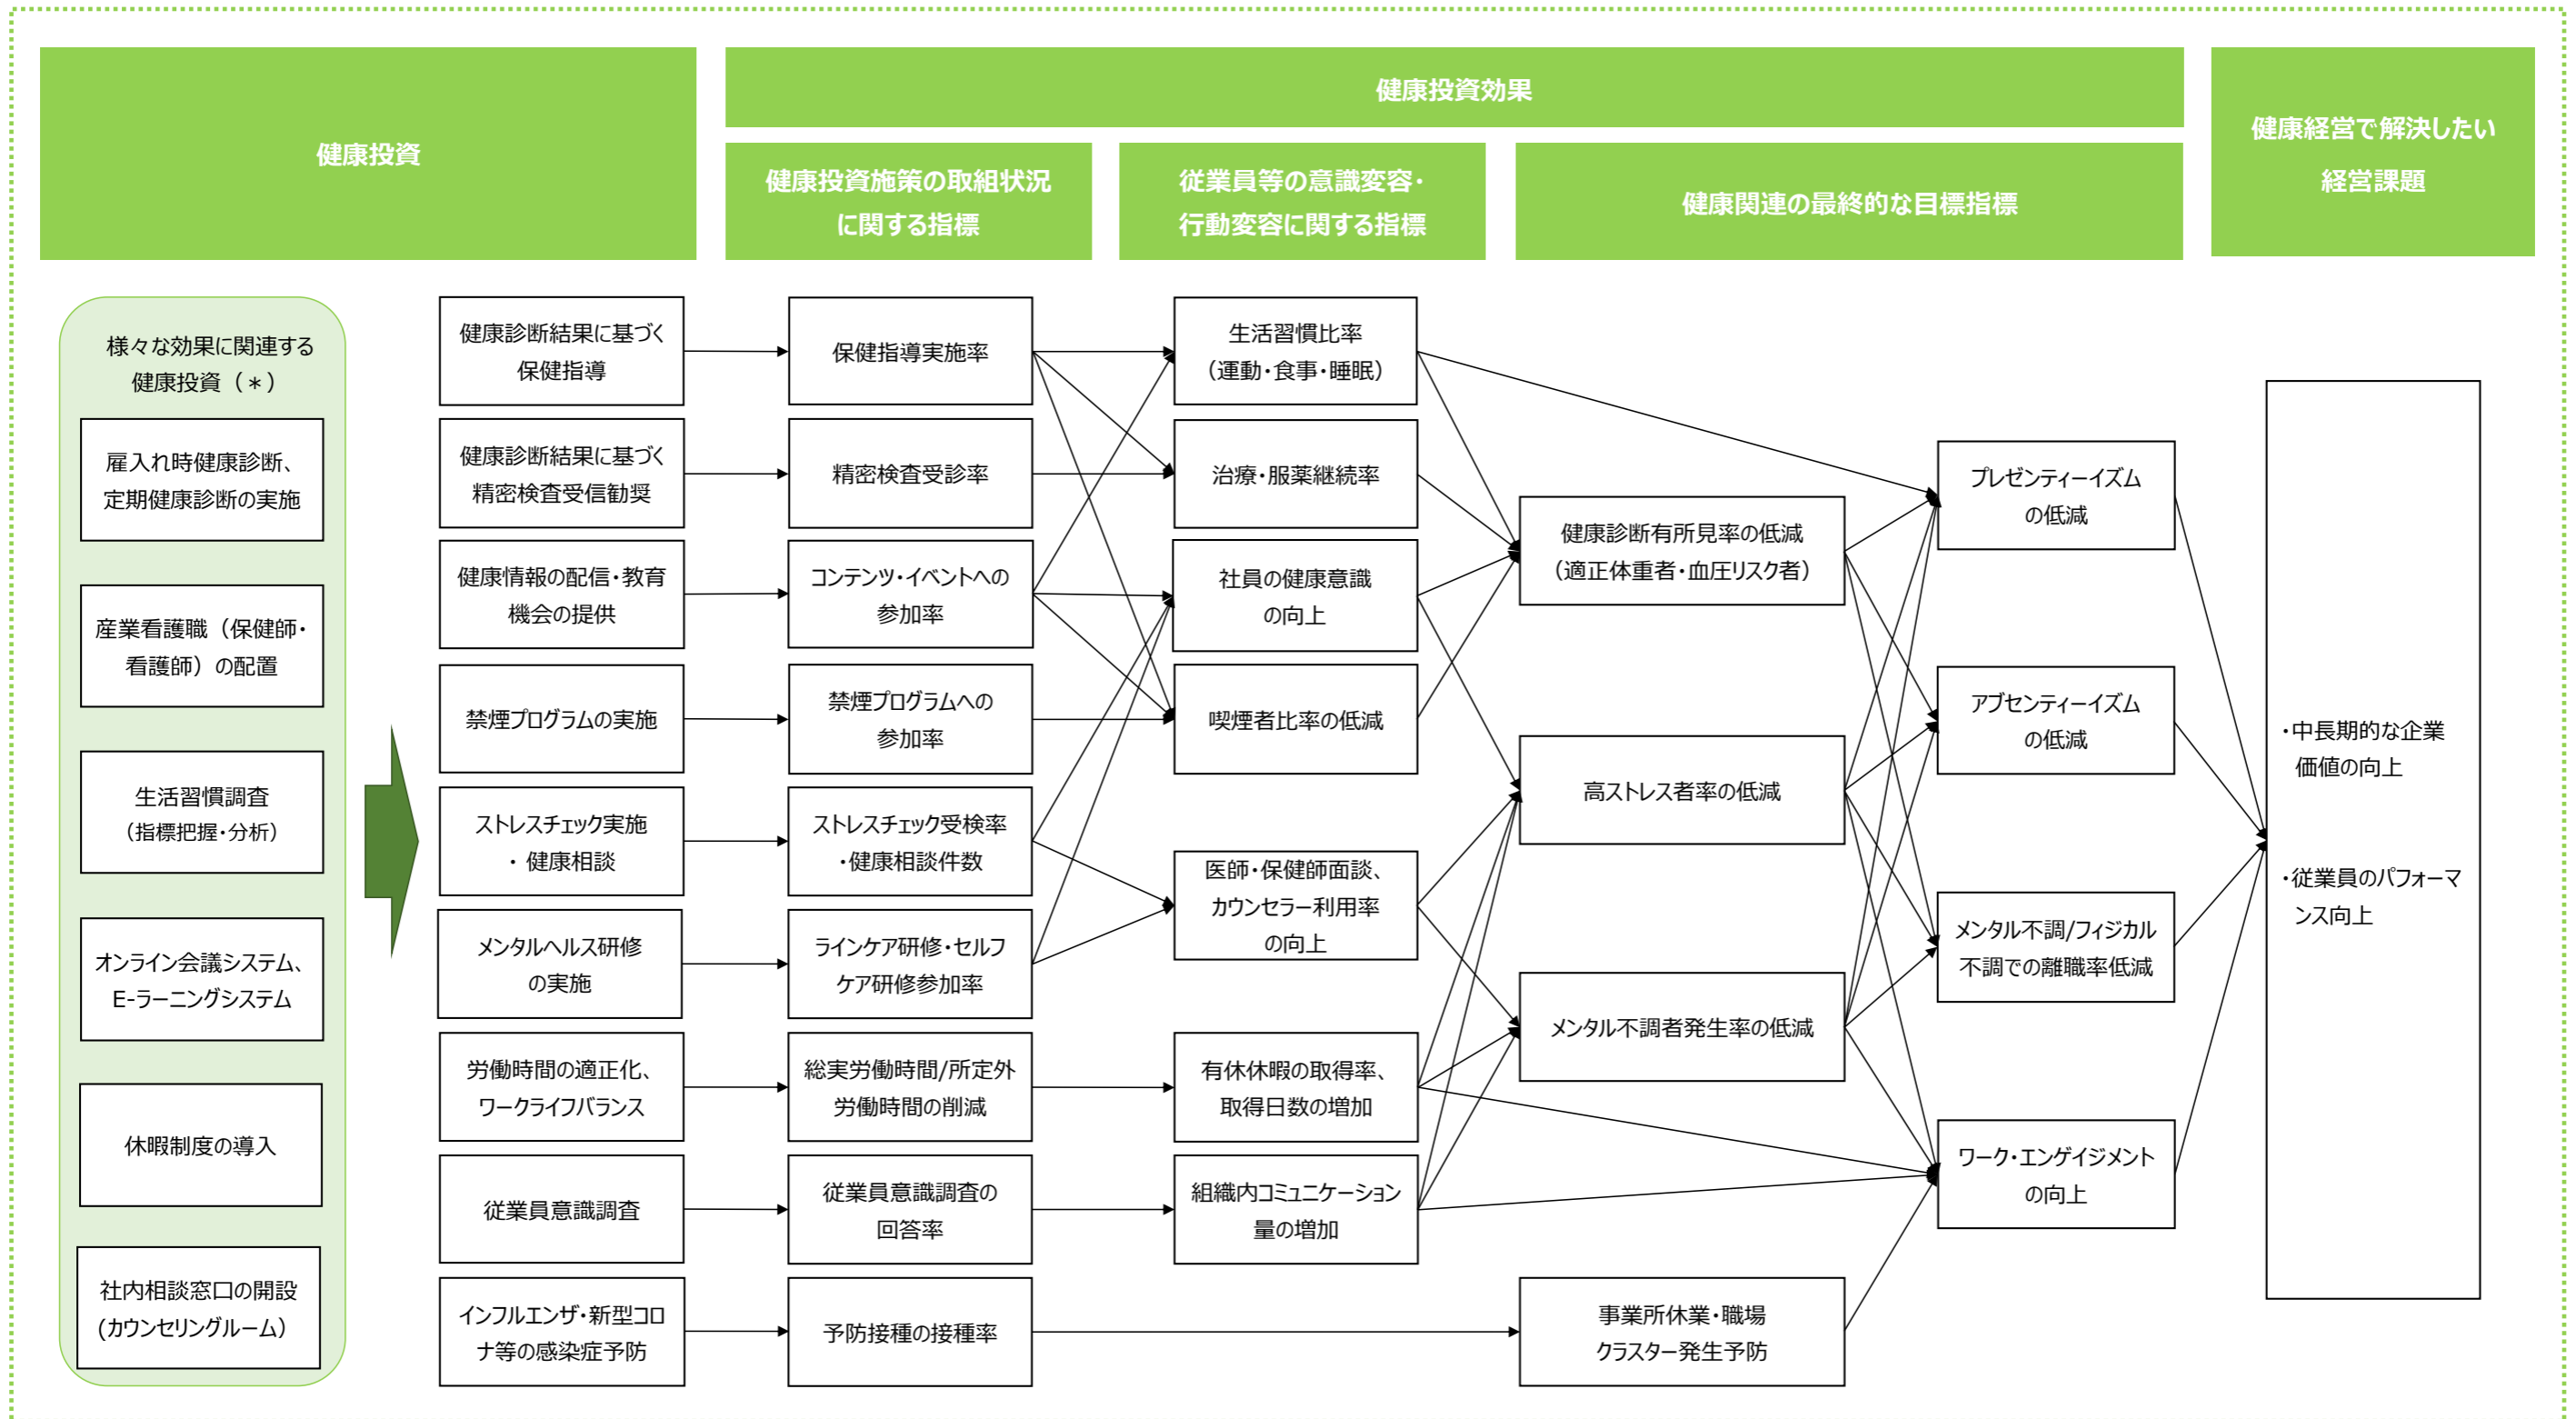 健康投資
健康投資効果
健康経営で解決したい
経営課題
健康投資施策の取組状況
に関する指標
従業員等の意識変容・
行動変容に関する指標
健康関連の最終的な目標指標
様々な効果に関連する
健康投資（＊）
雇入れ時健康診断、
定期健康診断の実施
産業看護職（保健師・
看護師）の配置
生活習慣調査
（指標把握・分析）
オンライン会議システム、
E-ラーニングシステム
休暇制度の導入
社内相談窓口の開設
(カウンセリングルーム）
健康診断結果に基づく
保健指導
健康診断結果に基づく
精密検査受信勧奨
健康情報の配信・教育
機会の提供
禁煙プログラムの実施
ストレスチェック実施
・ 健康相談
メンタルヘルス研修
の実施
労働時間の適正化、
ワークライフバランス
従業員意識調査
インフルエンザ・新型コロ
ナ等の感染症予防
保健指導実施率
精密検査受診率
コンテンツ・イベントへの
参加率
禁煙プログラムへの
参加率
ストレスチェック受検率
・健康相談件数
ラインケア研修・セルフ
ケア研修参加率
総実労働時間/所定外
労働時間の削減
従業員意識調査の
回答率
予防接種の接種率
生活習慣比率
（運動・食事・睡眠）
治療・服薬継続率
社員の健康意識
の向上
喫煙者比率の低減
医師・保健師面談、
カウンセラー利用率
の向上
有休休暇の取得率、
取得日数の増加
組織内コミュニケーション
量の増加
健康診断有所見率の低減
（適正体重者・血圧リスク者）
高ストレス者率の低減
メンタル不調者発生率の低減
事業所休業・職場
クラスター発生予防
プレゼンティーイズム
の低減
アブセンティーイズム
の低減
メンタル不調/フィジカル
不調での離職率低減
ワーク・エンゲイジメント
の向上
・中長期的な企業
価値の向上
・従業員のパフォーマ
ンス向上